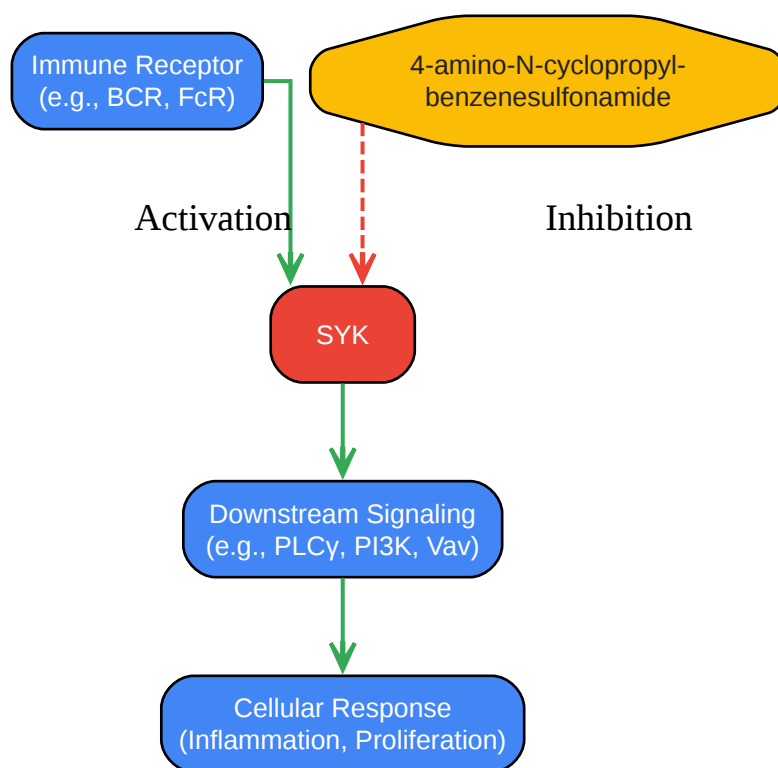 Immune Receptor
(e.g., BCR, FcR)
4-amino-N-cyclopropyl-
benzenesulfonamide
Activation
Inhibition
SYK
Downstream Signaling
(e.g., PLCγ, PI3K, Vav)
Cellular Response
(Inflammation, Proliferation)